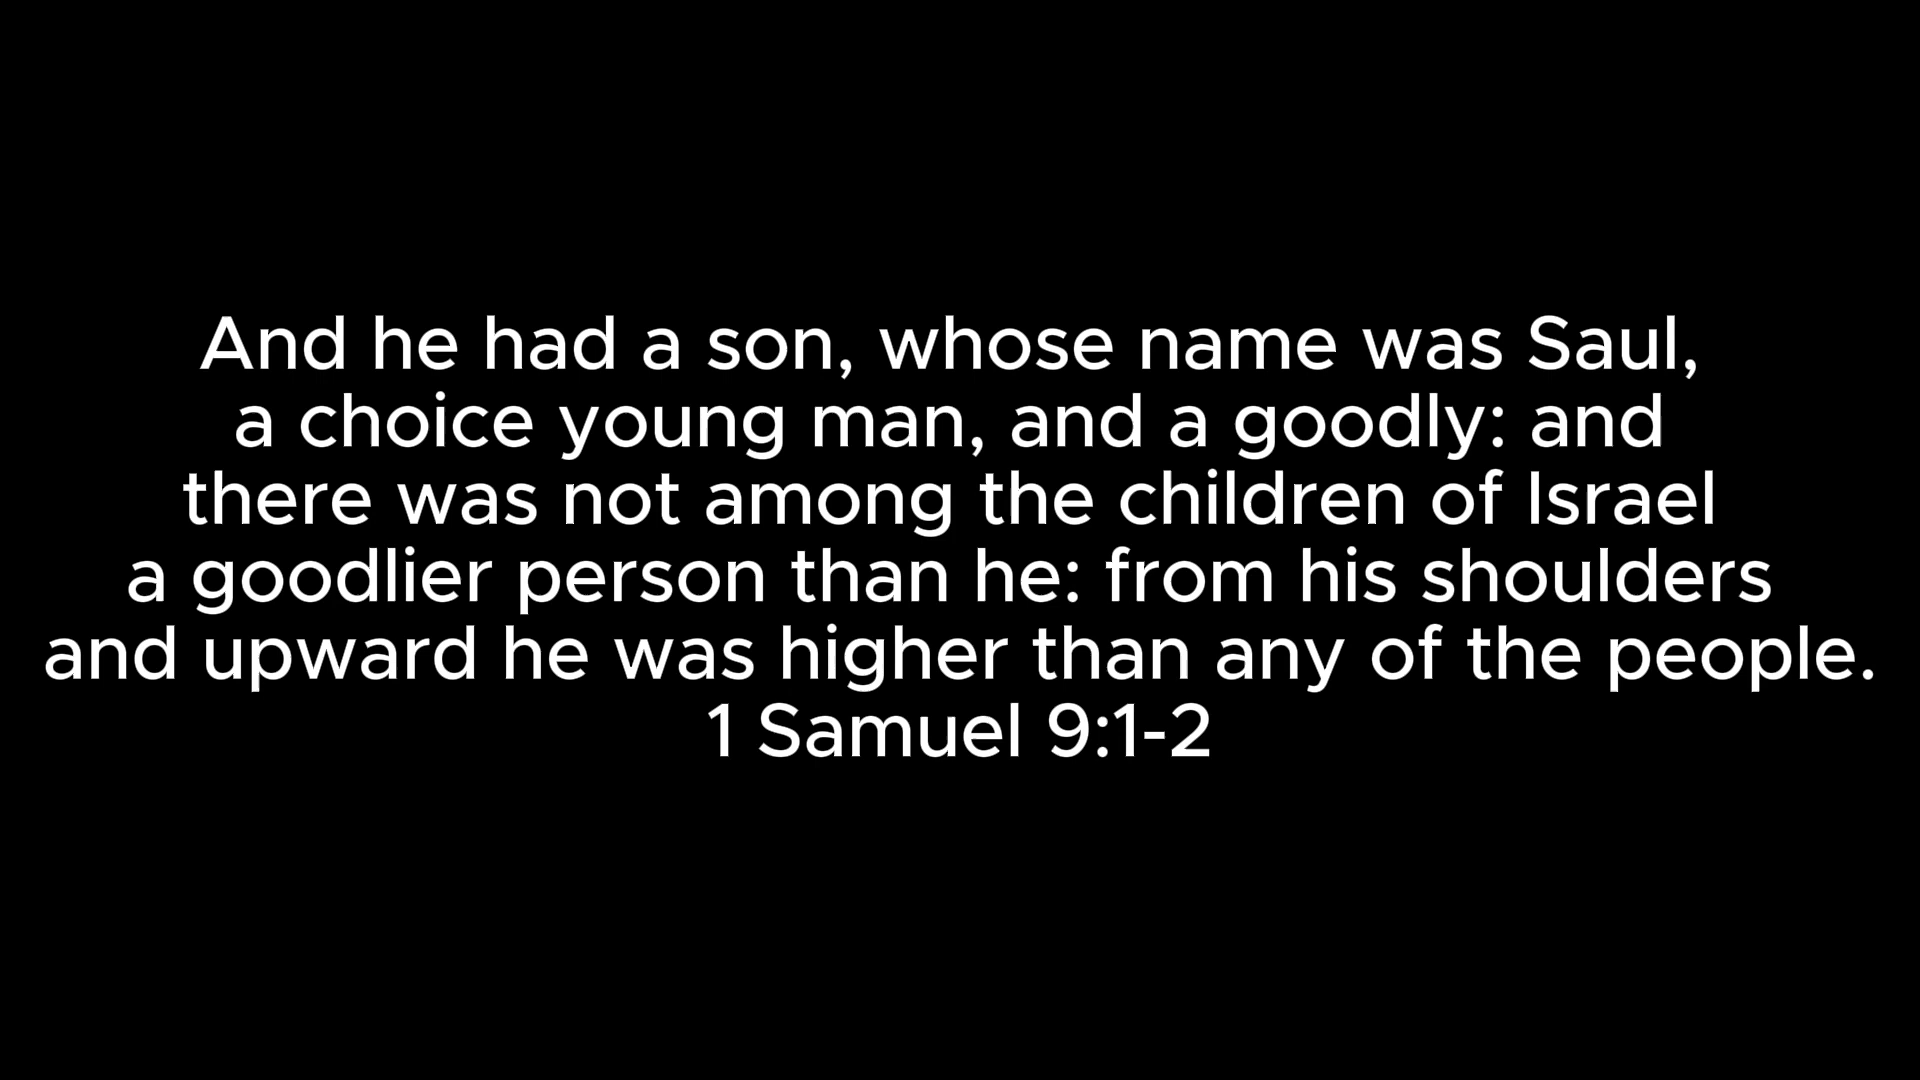 And he had a son, whose name was Saul,
a choice young man, and a goodly: and
there was not among the children of Israel
a goodlier person than he: from his shoulders
and upward he was higher than any of the people.
1 Samuel 9:1-2